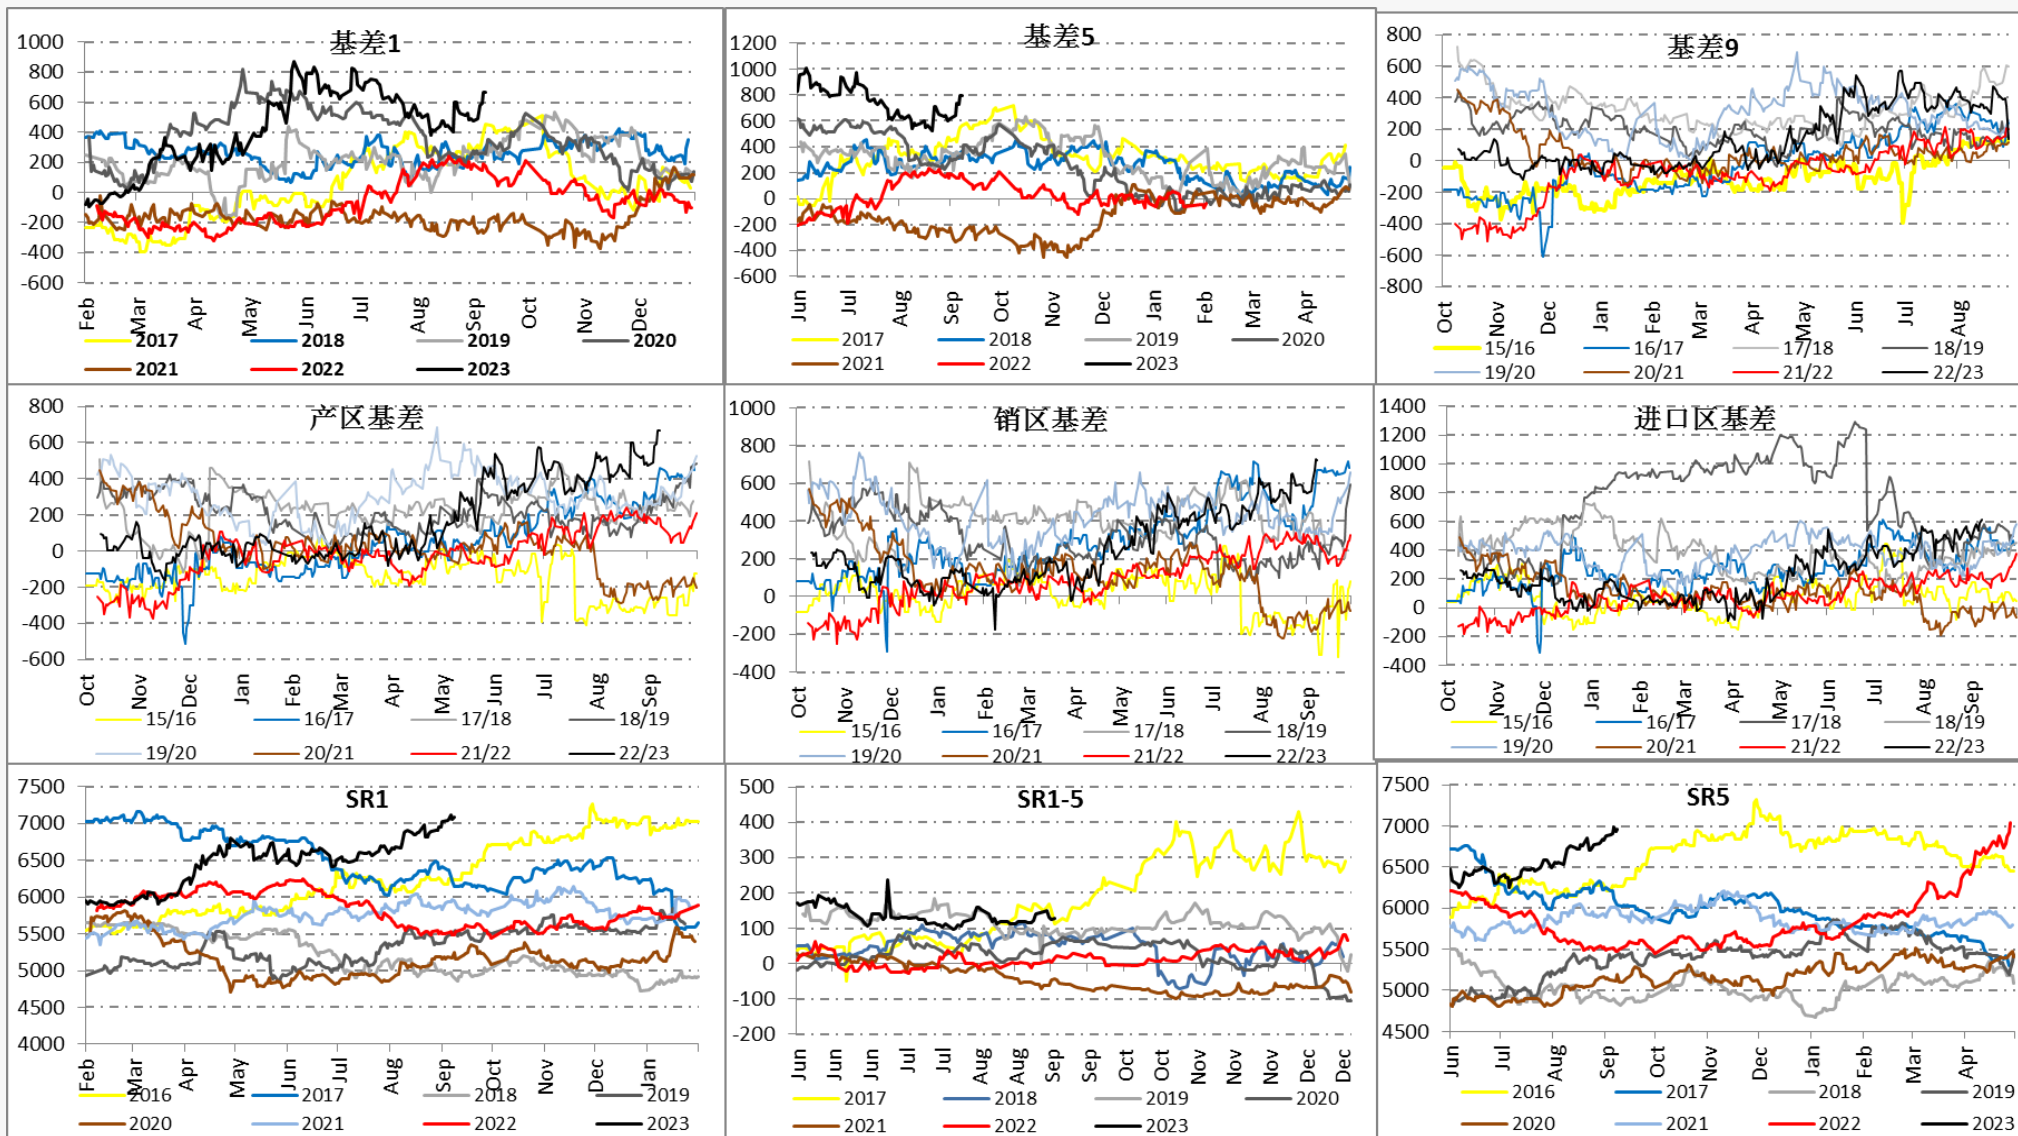 基差1
1000
800
600
400
200
0
-200
-400
-600
Feb Mar Apr May Jun Jul Aug Sep Oct Nov Dec
2017 2018 2019 2020
2021 2022 2023
基差5
1200
1000
800
600
400
200
0
-200
-400
-600
Jun Jul Aug Sep Oct Nov Dec Jan Feb Mar Apr
2017 2018 2019 2020
2021 2022 2023
基差9
800
600
400
200
0
-200
-400
-600
-800
Oct Nov Dec Jan Feb Mar Apr May Jun Jul Aug
15/16 16/17 17/18 18/19
19/20 20/21 21/22 22/23
产区基差
800
600
400
200
0
-200
-400
-600
Oct Nov Dec Jan Feb Mar Apr May Jun Jul Aug Sep
15/16 16/17 17/18 18/19
19/20 20/21 21/22 22/23
销区基差
1000
800
600
400
200
0
-200
-400
Oct Nov Dec Jan Feb Mar Apr May Jun Jul Aug Sep
15/16 16/17 17/18 18/19
19/20 20/21 21/22 22/23
进口区基差
1400
1200
1000
800
600
400
200
0
-200
-400
Oct Nov Dec Jan Feb Mar Apr May Jun Jul Aug Sep
15/16 16/17 17/18 18/19
19/20 20/21 21/22 22/23
SR1
7500
7000
6500
6000
5500
5000
4500
4000
Feb Mar Apr May Jun Jul Aug Sep Oct Nov Dec Jan
2016 2017 2018 2019
2020 2021 2022 2023
SR1-5
500
400
300
200
100
0
-100
-200
Jun Jun Jun Jul Jul Aug Aug Sep Sep Oct Oct Nov Nov Nov Dec Dec
2017 2018 2019 2020
2021 2022 2023
SR5
7500
7000
6500
6000
5500
5000
4500
Jun Jul Aug Sep Oct Nov Dec Jan Feb Mar Apr
2016 2017 2018 2019
2020 2021 2022 2023